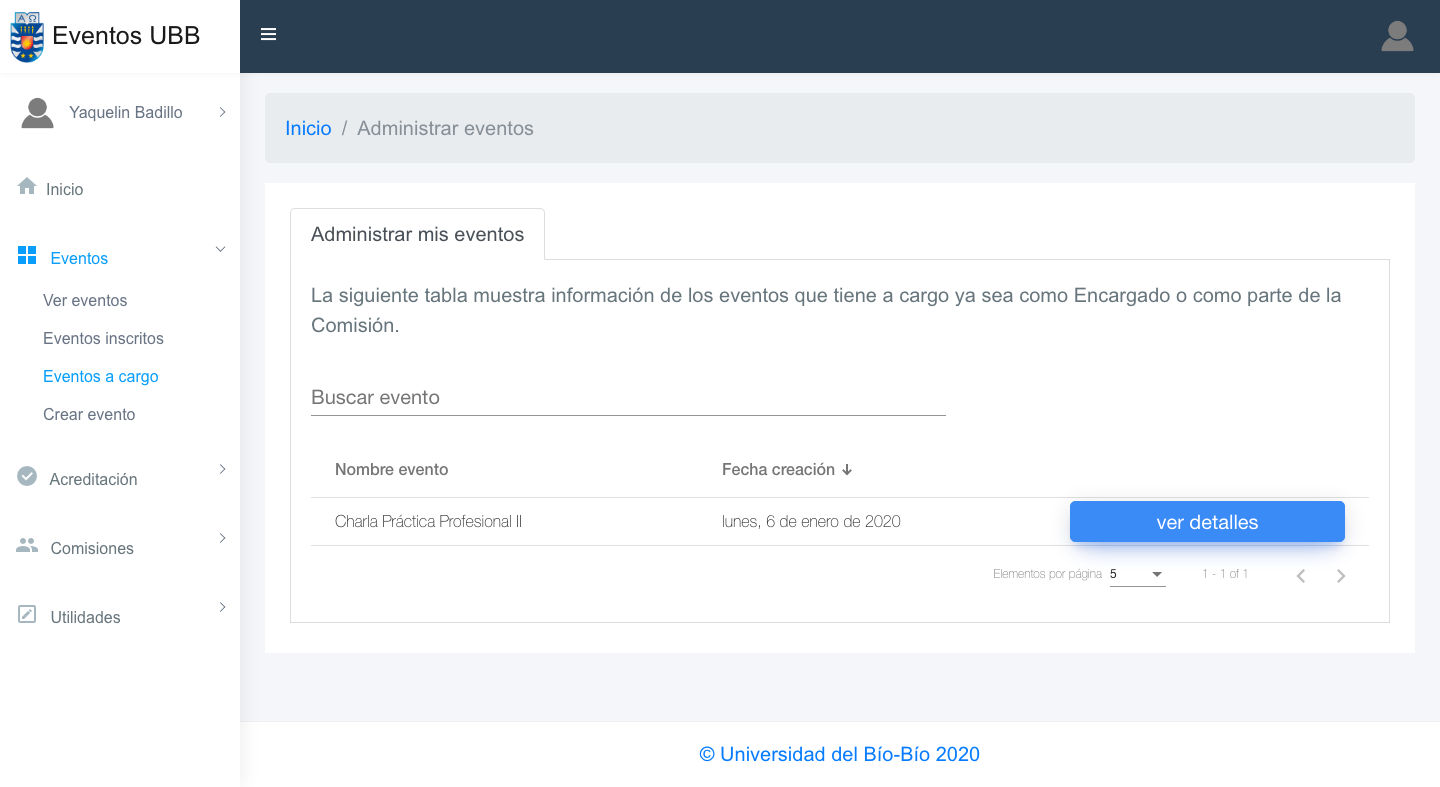 Eventos UBB
Yaquelin Badillo
Inicio
Eventos
Ver eventos
Eventos inscritos
Eventos a cargo
Crear evento
Acreditación
Comisiones
Utilidades
Inicio / Administrar eventos
Administrar mis eventos
La siguiente tabla muestra información de los eventos que tiene a cargo ya sea como Encargado o como parte de la
Comisión.
Buscar evento
Nombre evento Fecha creación
Charla Práctica Profesional II lunes, 6 de enero de 2020 ver detalles
Elementos por página 5 1 - 1 of 1
© Universidad del Bío-Bío 2020